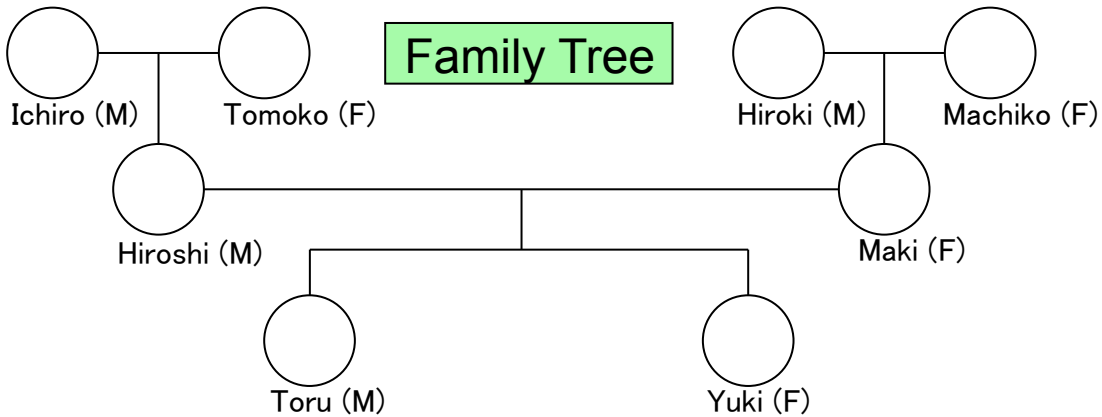 Family Tree
Ichiro (M)
Tomoko (F)
Hiroki (M)
Machiko (F)
Hiroshi (M)
Maki (F)
Toru (M)
Yuki (F)